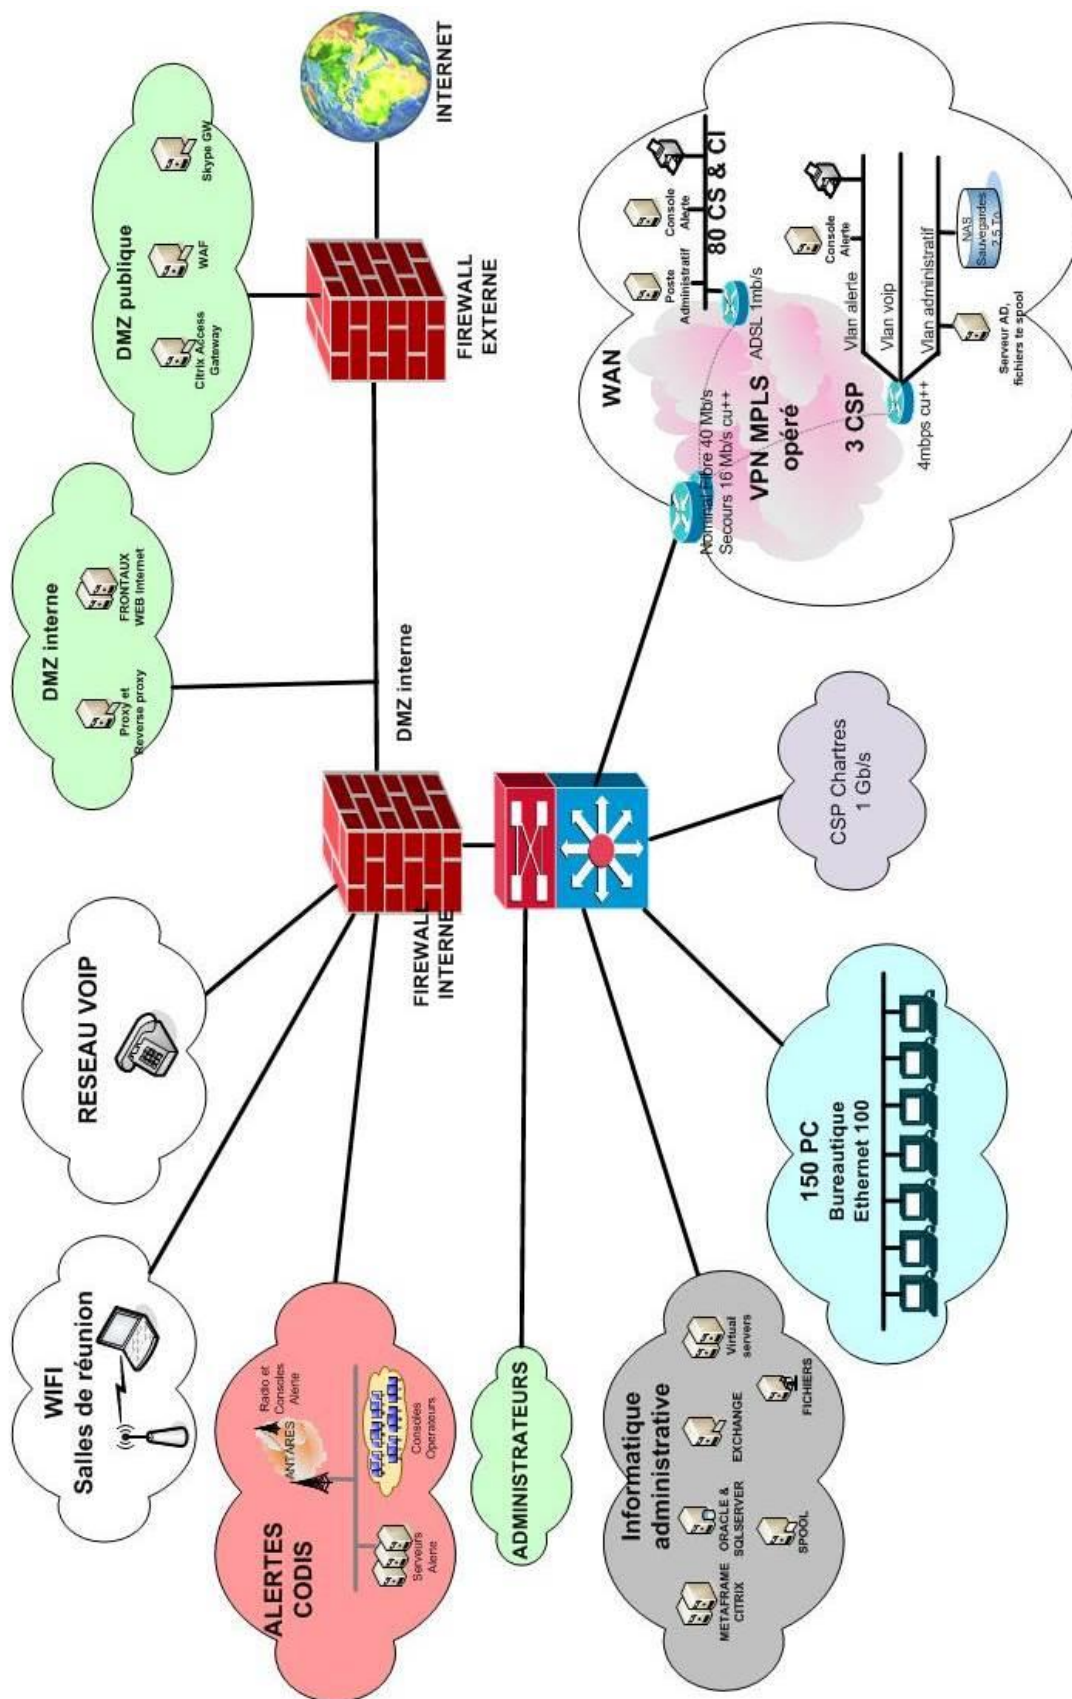 WIFI
Salles de réunion
RESEAU VOIP
DMZ interne
Proxy et
Reverse proxy
FRONTAUX
WEB Internet
DMZ publique
Citrix Access
Gateway
WAF
Skype GW
ALERTES
CODIS
ANTARES
Radio et
Consoles
Alerte
Serveurs
Alerte
Consoles
Operateurs
FIREWALL
INTERNE
DMZ interne
FIREWALL
EXTERNE
INTERNET
ADMINISTRATEURS
Informatique
administrative
METAFRAME
CITRIX
ORACLE &
SQLSERVER
EXCHANGE
Virtual
servers
SPOOL
FICHIERS
150 PC
Bureautique
Ethernet 100
CSP Chartres
1 Gb/s
WAN
Nominal Fibre 40 Mb/s
Secours 16 Mb/s cu++
VPN MPLS
opéré
ADSL 1mb/s
Poste
Administratif
Console
Alerte
80 CS & CI
3 CSP
4mbps cu++
Vlan alerte
Vlan voip
Vlan administratif
Console
Alerte
Serveur AD,
fichiers te spool
NAS
Sauvegardes
2.5 To